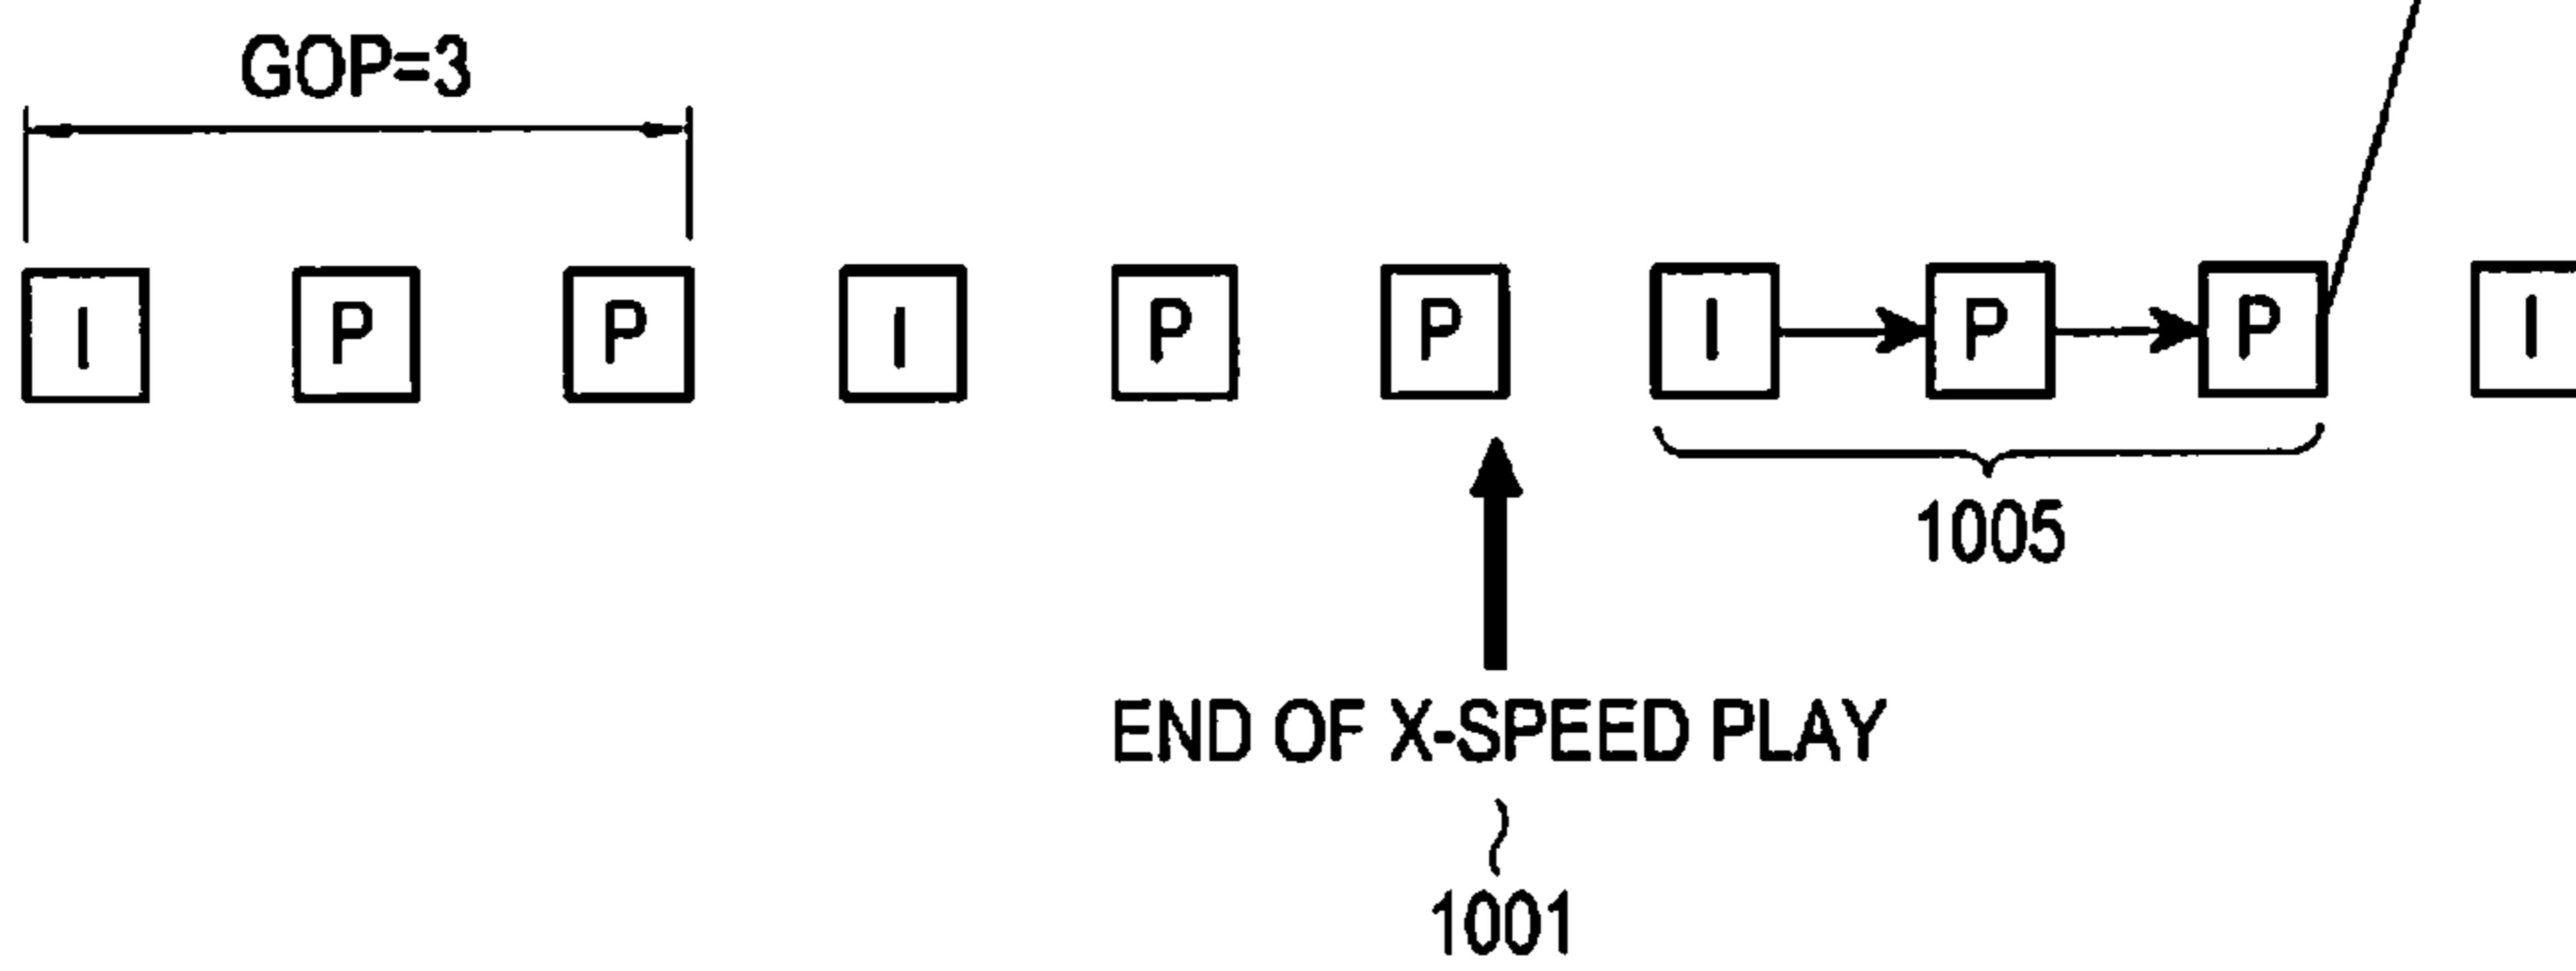 GOP=3
I P P I P P I P P I
1005
END OF X-SPEED PLAY
1001